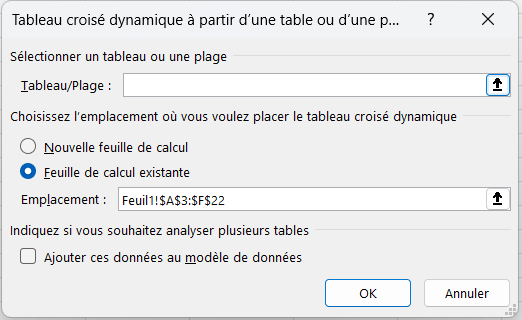 Tableau croisé dynamique à partir d’une table ou d’une p...
?
Sélectionner un tableau ou une plage
Tableau/Plage :
Choisissez l’emplacement où vous voulez placer le tableau croisé dynamique
Nouvelle feuille de calcul
Feuille de calcul existante
Emplacement : Feuil1!$A$3:$F$22
Indiquez si vous souhaitez analyser plusieurs tables
Ajouter ces données au modèle de données
OK Annuler